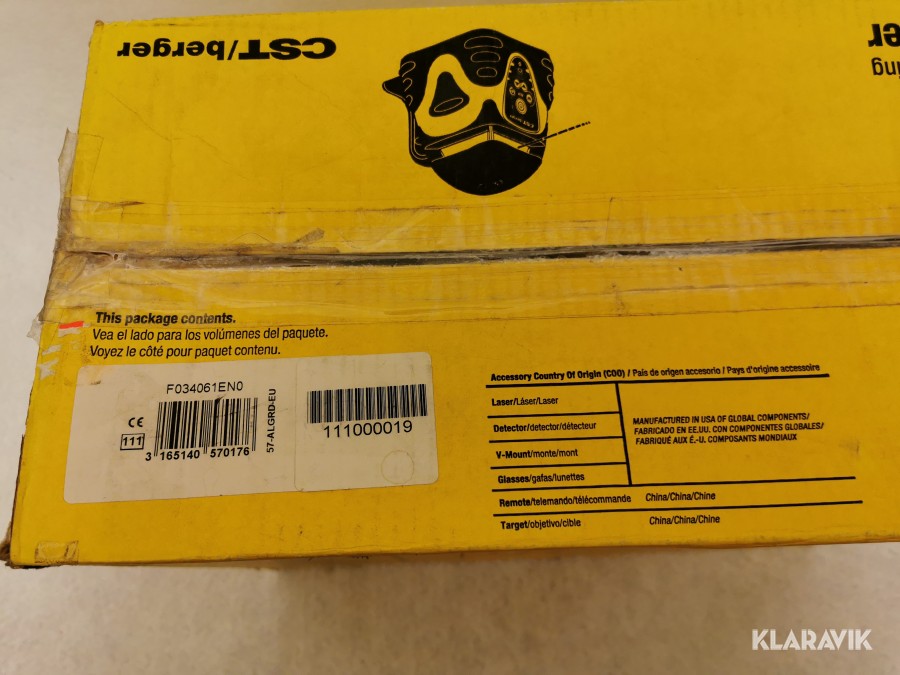 CST/berger
er
ing
CST/berger
This package contents.
Vea el lado para los volúmenes del paquete.
Voyez le côté pour paquet contenu.
F034061EN0
CE
111
3 165140 570176
57-ALGRD-EU
111000019
Accessory Country Of Origin (COO) / País de origen accesorio / Pays d'origine accessoire
Laser/Láser/Laser
Detector/detector/détecteur
V-Mount/monte/mont
Glasses/gafas/lunettes
MANUFACTURED IN USA OF GLOBAL COMPONENTS/
FABRICADO EN EE.UU. CON COMPONENTES GLOBALES/
FABRIQUÉ AUX É.-U. COMPOSANTS MONDIAUX
Remote/telemando/télécommande China/China/Chine
Target/objetivo/cible China/China/Chine
KLARAVIK